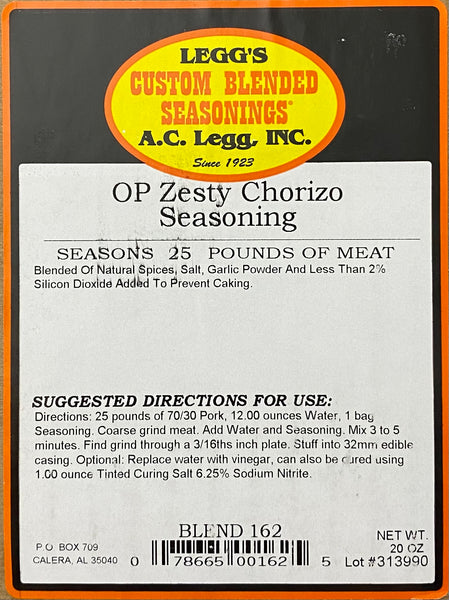 LEGG'S
CUSTOM BLENDED
SEASONINGS®
A.C. Legg, INC.
Since 1923
OP Zesty Chorizo
Seasoning
SEASONS 25 POUNDS OF MEAT
Blended Of Natural Spices, Salt, Garlic Powder And Less Than 2%
Silicon Dioxide Added To Prevent Caking.
SUGGESTED DIRECTIONS FOR USE:
Directions: 25 pounds of 70/30 Pork, 12.00 ounces Water, 1 bag
Seasoning. Coarse grind meat. Add Water and Seasoning. Mix 3 to 5
minutes. Find grind through a 3/16ths inch plate. Stuff into 32mm edible
casing. Optional: Replace water with vinegar, can also be cured using
1.00 ounce Tinted Curing Salt 6.25% Sodium Nitrite.
BLEND 162
P.O. BOX 709
CALERA, AL 35040
0 78665 00162 5
NET WT.
20 OZ
Lot #313990